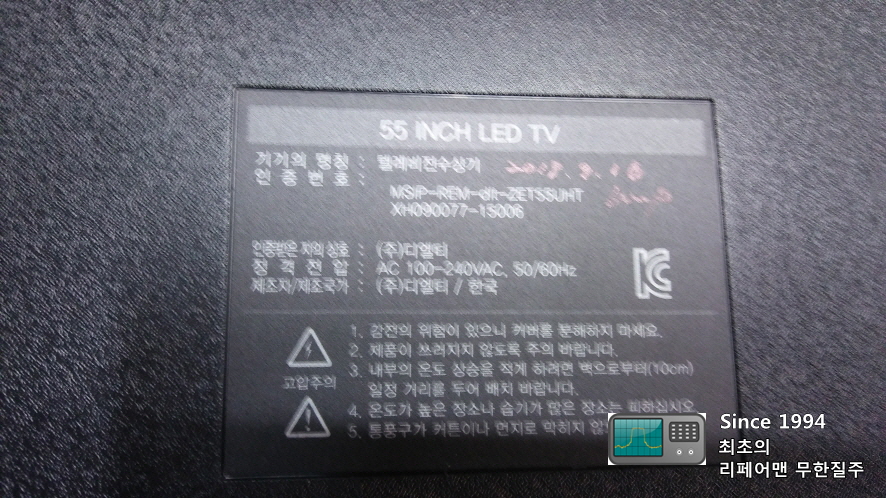 55 INCH LED TV
기기의 명칭 : 텔레비전수상기
인 증 번 호 :
MSIP-REM-dlt-ZET55UHT
XH090077-15006
인증받은 자의 상호 : (주)디엘티
정 격 전 압 : AC 100-240VAC, 50/60Hz
제조자/제조국가 : (주)디엘티 / 한국
1. 감전의 위험이 있으니 커버를 분해하지 마세요.
2. 제품이 쓰러지지 않도록 주의 바랍니다.
3. 내부의 온도 상승을 적게 하려면 벽으로부터(10cm)
일정 거리를 두어 배치 바랍니다.
고압주의
4. 온도가 높은 장소나 습기가 많은 장소는 피하십시오
5. 통풍구가 커튼이나 먼지로 막히지
Since 1994
최초의
리페어맨 무한질주